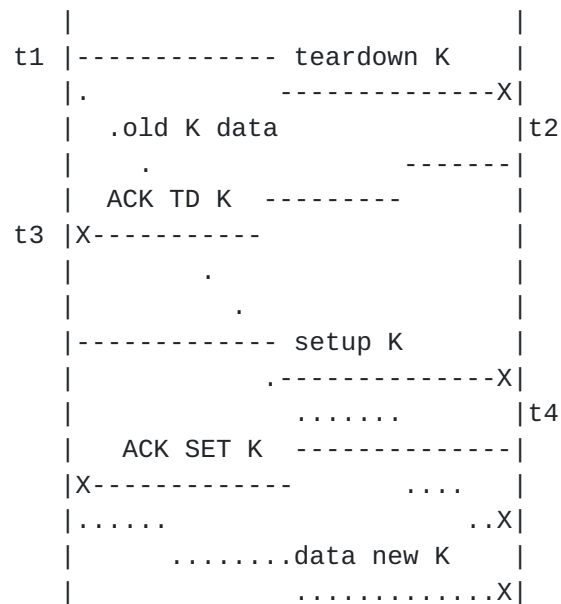 |                         |
t1 |------------- teardown K    |
   |.          --------------X|
   |  .old K data             |t2
   |    .              -------|
   |  ACK TD K  ---------      |
t3 |X-----------              |
   |       .                  |
   |         .                |
   |------------- setup K      |
   |           .--------------X|
   |             .......      |t4
   |   ACK SET K  --------------|
   |X-------------      ....  |
   |......                 ..X|
   |      ........data new K   |
   |             .............X|